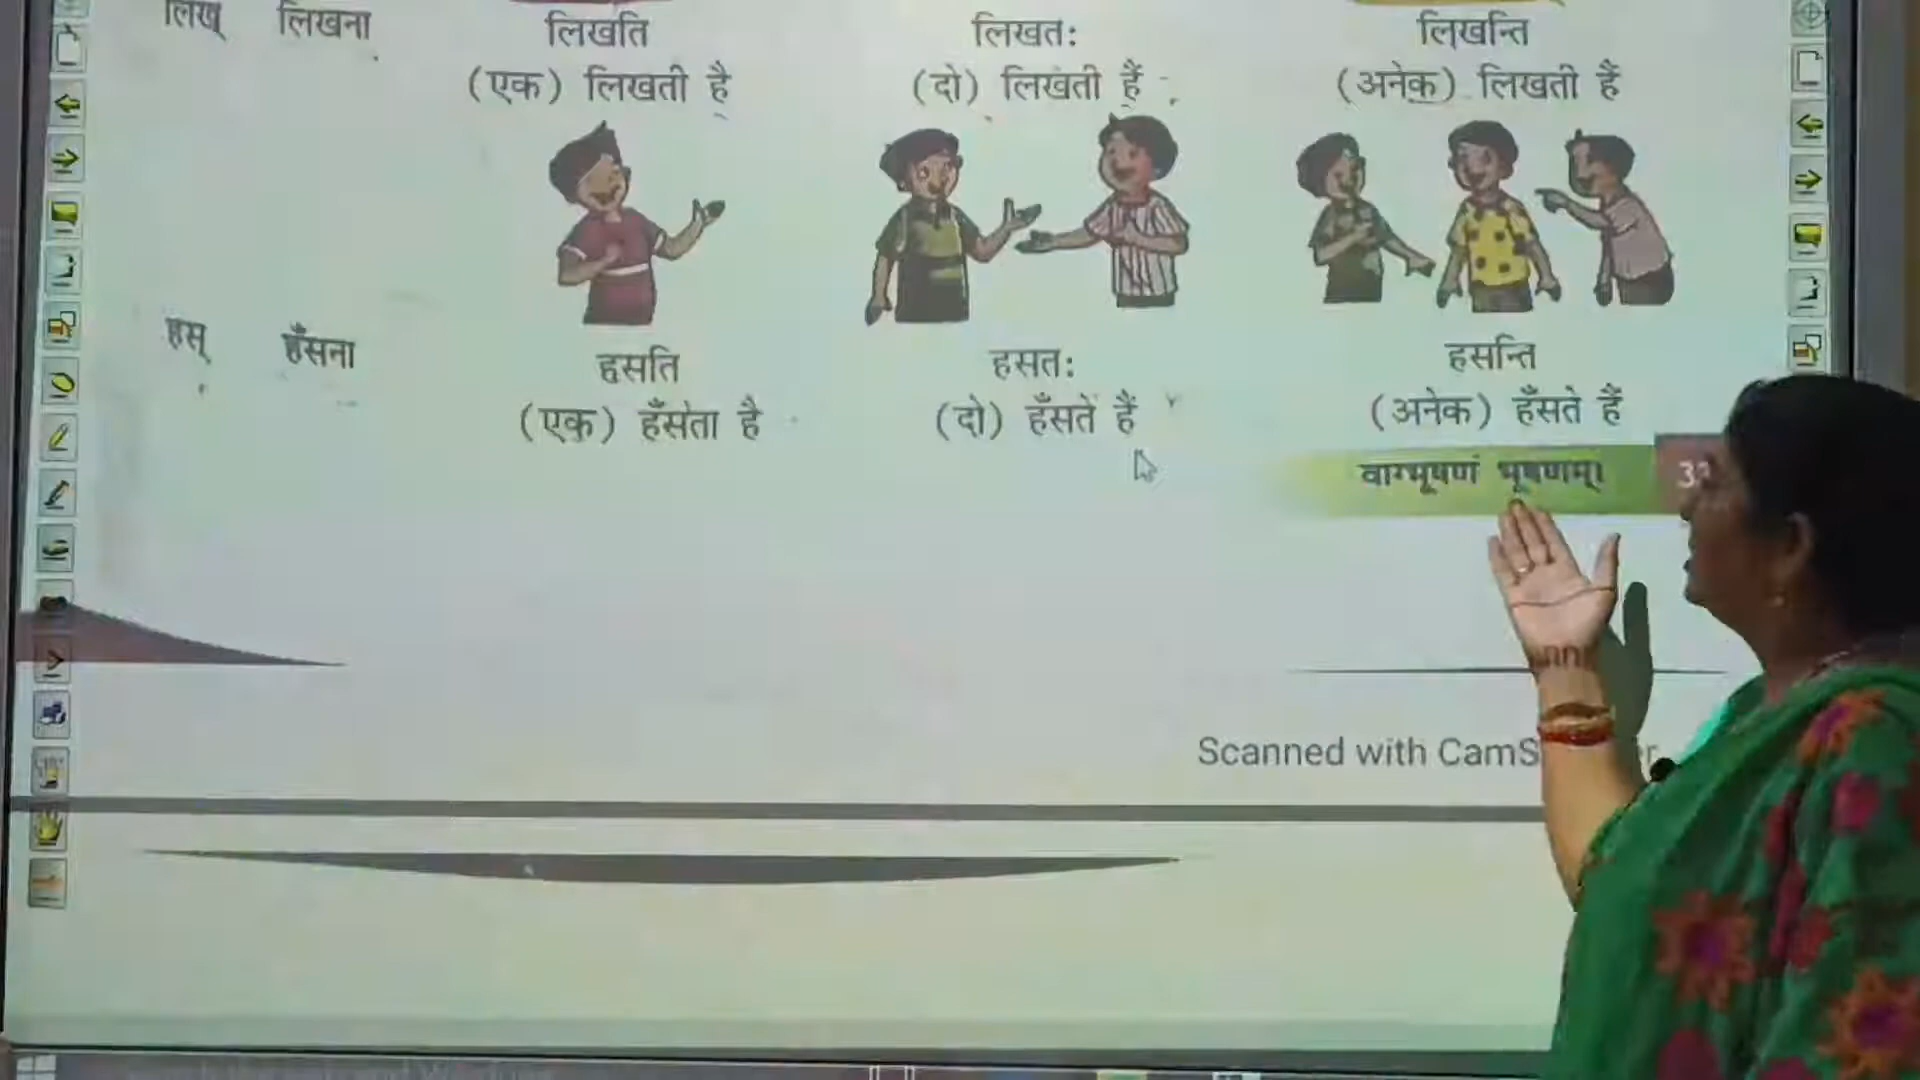 लिख् लिखना लिखति लिखतः लिखन्ति
(एक) लिखती है (दो) लिखती हैं (अनेक) लिखती हैं
हस् हँसना हसति हसतः हसन्ति
(एक) हँसता है (दो) हँसते हैं (अनेक) हँसते हैं
वाग्भूषणं भूषणम्।
Scanned with